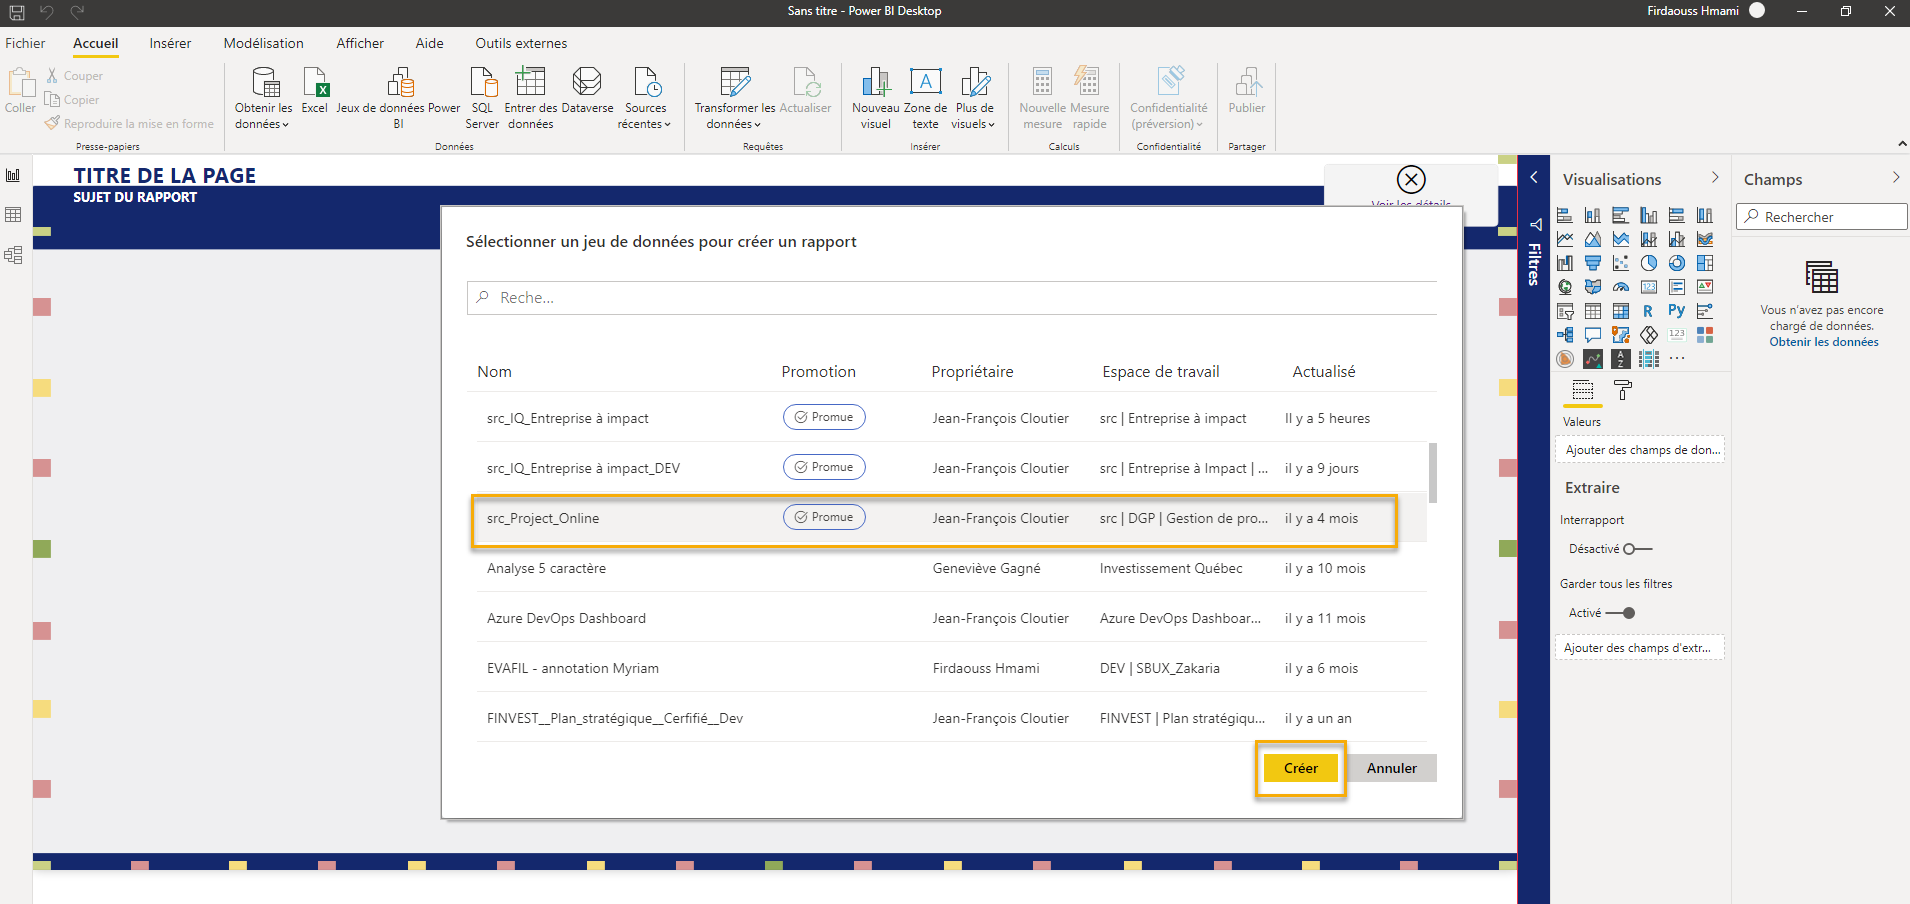 Sans titre - Power BI Desktop
Firdaouss Hmami
Fichier Accueil Insérer Modélisation Afficher Aide Outils externes
Coller
Couper
Copier
Reproduire la mise en forme
Presse-papiers
Obtenir les données
Excel
Jeux de données Power BI
SQL Server
Entrer des données
Dataverse
Sources récentes
Données
Transformer les données
Actualiser
Requêtes
Nouveau visuel
Zone de texte
Plus de visuels
Insérer
Nouvelle mesure
Mesure rapide
Calculs
Confidentialité (préversion)
Confidentialité
Publier
Partager
TITRE DE LA PAGE
SUJET DU RAPPORT
Voir les détails
Sélectionner un jeu de données pour créer un rapport
Reche...
Nom Promotion Propriétaire Espace de travail Actualisé
src_IQ_Entreprise à impact Promue Jean-François Cloutier src | Entreprise à impact Il y a 5 heures
src_IQ_Entreprise à impact_DEV Promue Jean-François Cloutier src | Entreprise à Impact | ... il y a 9 jours
src_Project_Online Promue Jean-François Cloutier src | DGP | Gestion de pro... il y a 4 mois
Analyse 5 caractère Geneviève Gagné Investissement Québec il y a 10 mois
Azure DevOps Dashboard Jean-François Cloutier Azure DevOps Dashboar... il y a 11 mois
EVAFIL - annotation Myriam Firdaouss Hmami DEV | SBUX_Zakaria il y a 6 mois
FINVEST__Plan_stratégique__Cerfifié__Dev Jean-François Cloutier FINVEST | Plan stratégiqu... il y a un an
Créer Annuler
Filtres
Visualisations
R Py
123
Valeurs
Ajouter des champs de don...
Extraire
Interrapport
Désactivé
Garder tous les filtres
Activé
Ajouter des champs d'extr...
Champs
Rechercher
Vous n'avez pas encore
chargé de données.
Obtenir les données